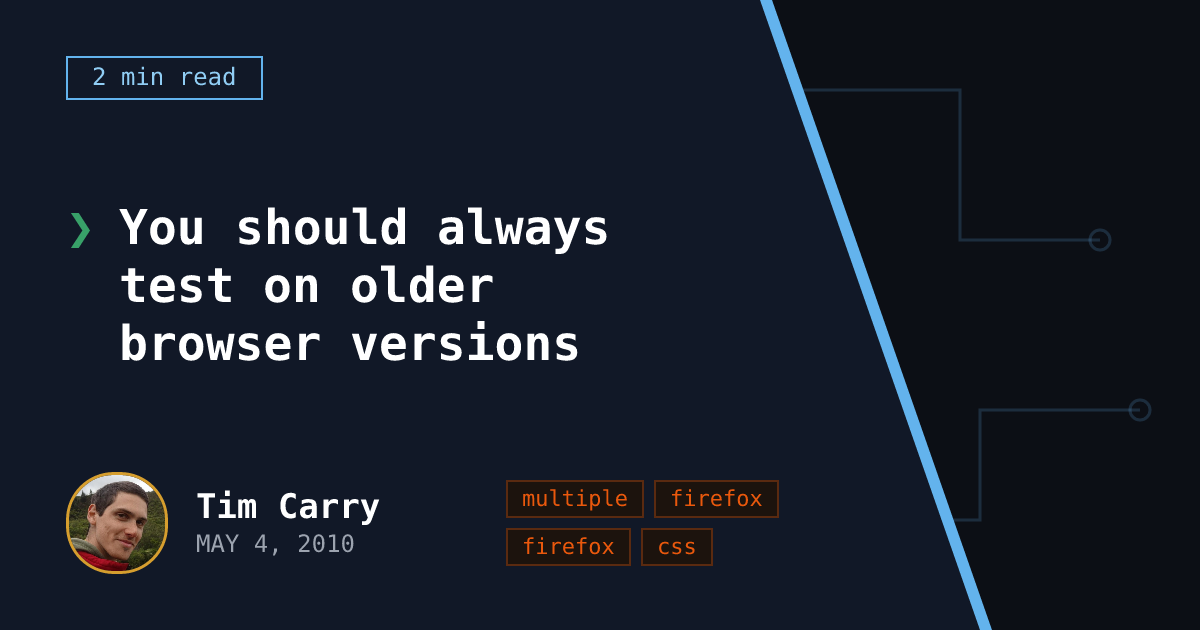 2 min read
❯ You should always
test on older
browser versions
Tim Carry
MAY 4, 2010
multiple firefox
firefox css